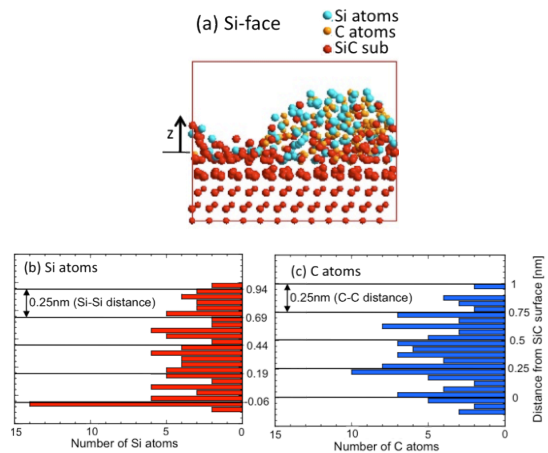 (a) Si-face
Si atoms
C atoms
SiC sub
z
(b) Si atoms
0.25nm (Si-Si distance)
0.94
0.69
0.44
0.19
-0.06
15 10 5 0
Number of Si atoms
(c) C atoms
0.25nm (C-C distance)
1
0.75
0.5
0.25
0
15 10 5 0
Number of C atoms
Distance from SiC surface [nm]